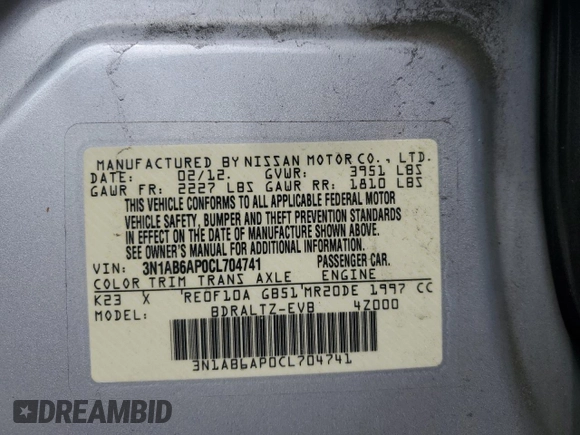 MANUFACTURED BY NISSAN MOTOR CO., LTD.
DATE: 02/12. GVWR: 3951 LBS
GAWR FR: 2227 LBS GAWR RR: 1810 LBS
THIS VEHICLE CONFORMS TO ALL APPLICABLE FEDERAL MOTOR
VEHICLE SAFETY, BUMPER AND THEFT PREVENTION STANDARDS
IN EFFECT ON THE DATE OF MANUFACTURE SHOWN ABOVE.
SEE OWNER'S MANUAL FOR ADDITIONAL INFORMATION.
VIN: 3N1AB6AP0CL704741 PASSENGER CAR.
COLOR TRIM TRANS AXLE ENGINE
K23 X RE0F10A GB51 MR20DE 1997 CC
BDRALTZ-EVB 4Z000
3N1AB6AP0CL704741
DREAMBID